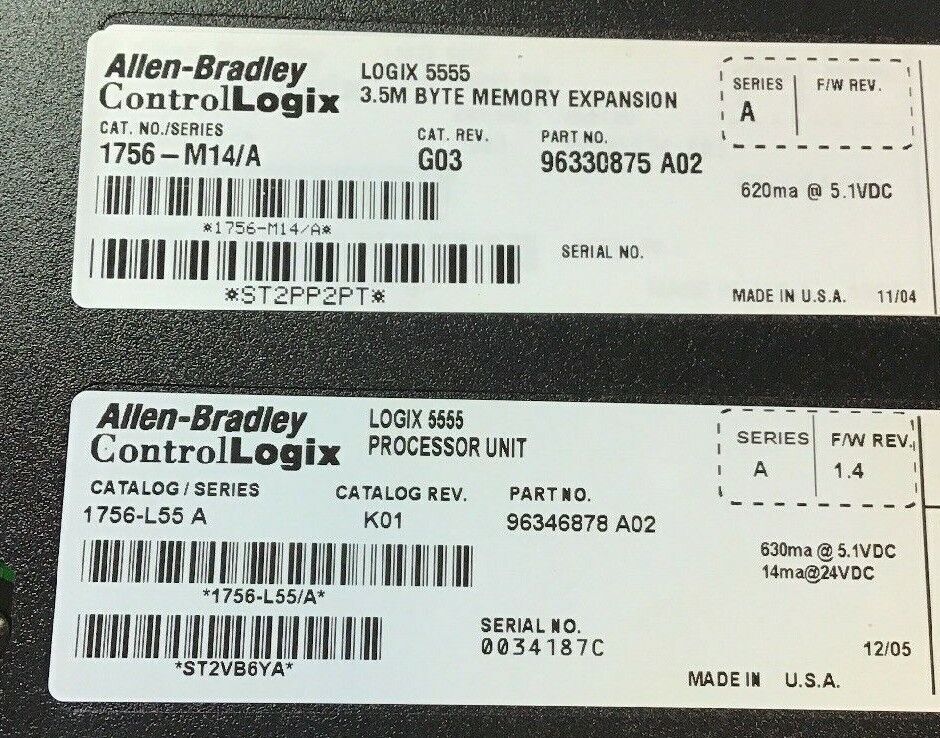 Allen-Bradley
ControlLogix
LOGIX 5555
3.5M BYTE MEMORY EXPANSION
SERIES F/W REV.
A
CAT. NO./SERIES CAT. REV. PART NO.
1756-M14/A G03 96330875 A02
620ma @ 5.1VDC
*1756-M14/A*
SERIAL NO.
*ST2PP2PT*
MADE IN U.S.A. 11/04
Allen-Bradley
ControlLogix
LOGIX 5555
PROCESSOR UNIT
SERIES F/W REV.
A 1.4
CATALOG / SERIES CATALOG REV. PART NO.
1756-L55 A K01 96346878 A02
630ma @ 5.1VDC
14ma@24VDC
*1756-L55/A*
SERIAL NO.
0034187C
12/05
*ST2VB6YA*
MADE IN U.S.A.